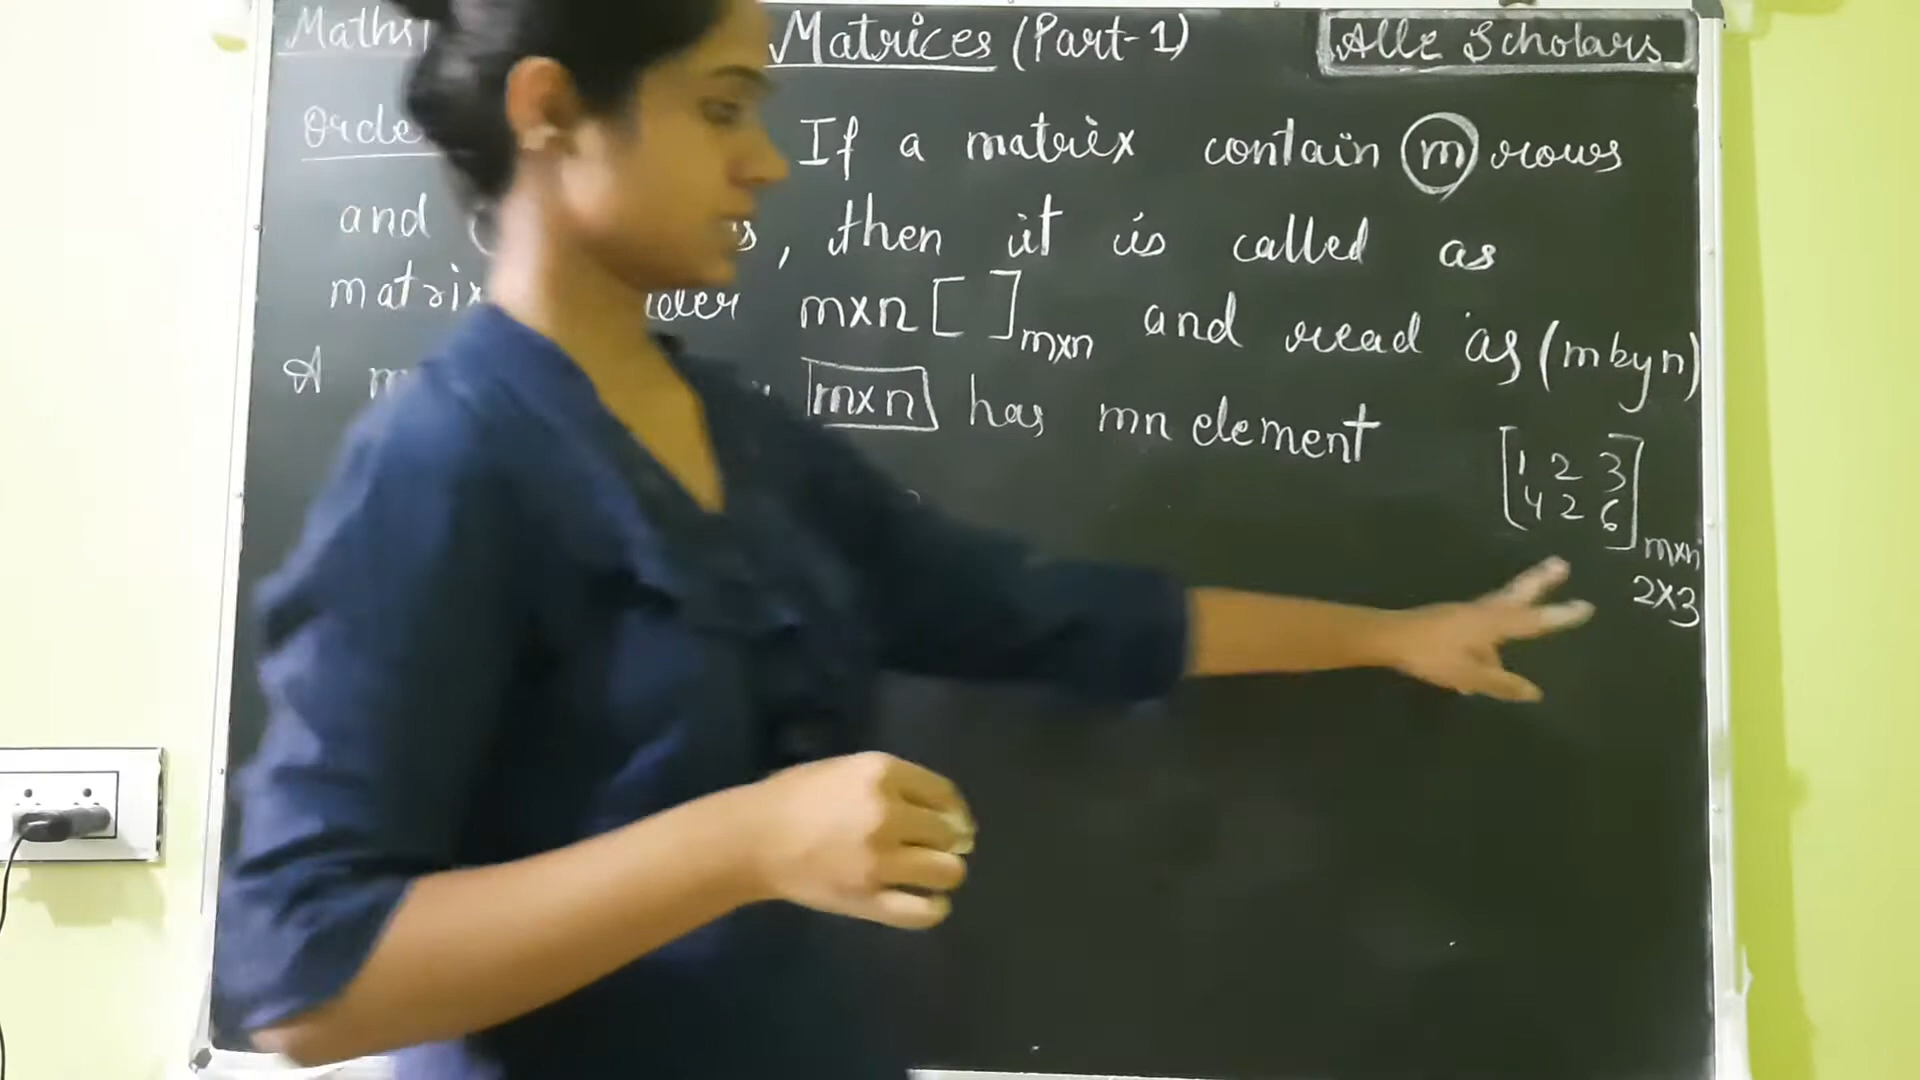 Maths Matrices (Part-1) Alle Scholars
If a matrix contain m rows
and , then it is called as
matrix mxn [ ]mxn and read as (m by n)
A mxn has mn element
[1 2 3
4 2 6]mxn
2x3